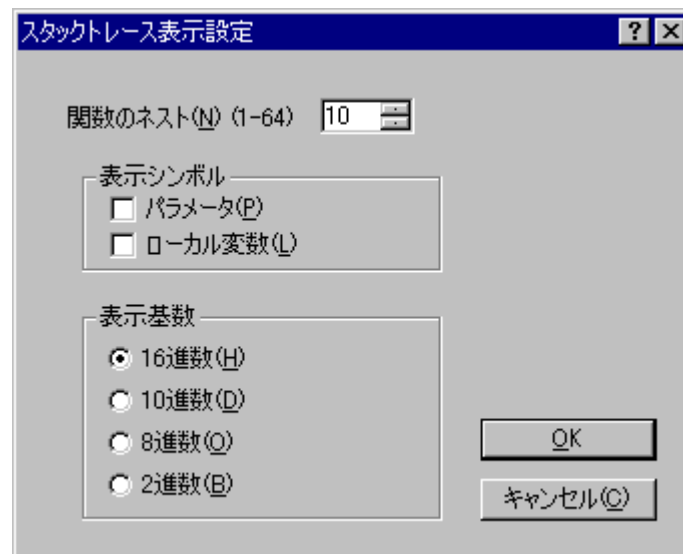 スタックトレース表示設定
関数のネスト(N) (1-64) 10
表示シンボル
パラメータ(P)
ローカル変数(L)
表示基数
16進数(H)
10進数(D)
8進数(O)
2進数(B)
OK
キャンセル(C)